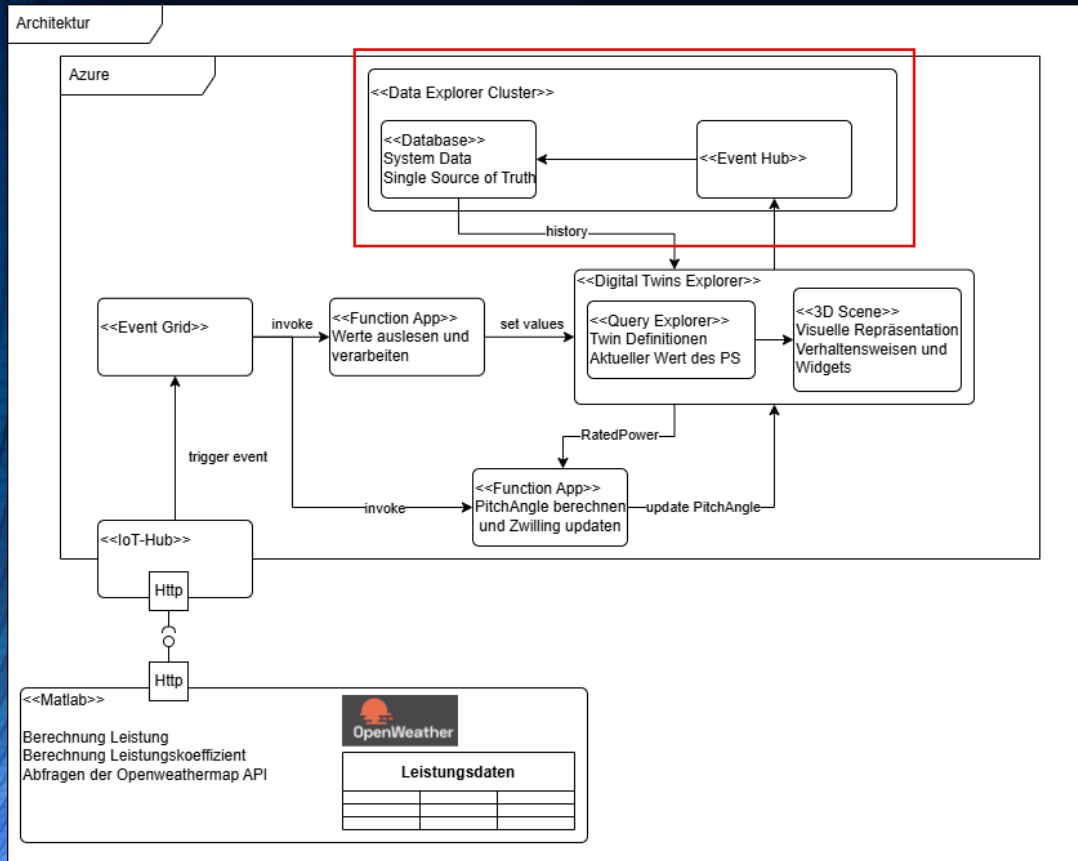 Architektur
Azure
<<Data Explorer Cluster>>
<<Database>>
System Data
Single Source of Truth
<<Event Hub>>
history
<<Digital Twins Explorer>>
<<Query Explorer>>
Twin Definitionen
Aktueller Wert des PS
<<3D Scene>>
Visuelle Repräsentation
Verhaltensweisen und
Widgets
<<Event Grid>>
invoke
<<Function App>>
Werte auslesen und
verarbeiten
set values
RatedPower
trigger event
invoke
<<Function App>>
PitchAngle berechnen
und Zwilling updaten
update PitchAngle
<<IoT-Hub>>
Http
Http
<<Matlab>>
Berechnung Leistung
Berechnung Leistungskoeffizient
Abfragen der Openweathermap API
OpenWeather
Leistungsdaten